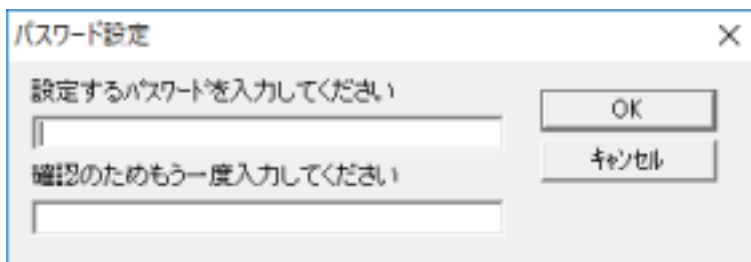 パスワード設定
設定するパスワードを入力してください
OK
確認のためもう一度入力してください
キャンセル